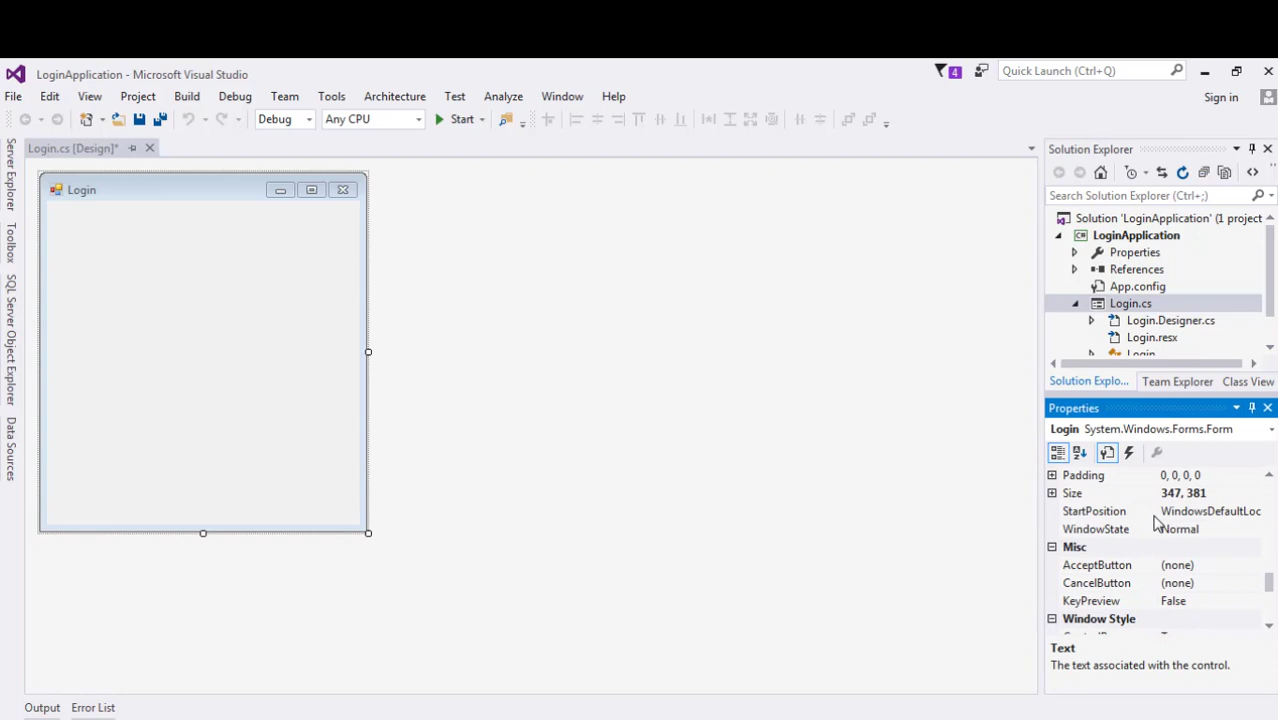 LoginApplication - Microsoft Visual Studio
4
Quick Launch (Ctrl+Q)
File Edit View Project Build Debug Team Tools Architecture Test Analyze Window Help
Sign in
Debug Any CPU Start
Server Explorer
Toolbox
SQL Server Object Explorer
Data Sources
Login.cs [Design]*
Login
Solution Explorer
Search Solution Explorer (Ctrl+;)
Solution 'LoginApplication' (1 project
C# LoginApplication
Properties
References
App.config
Login.cs
Login.Designer.cs
Login.resx
Login
Solution Explo... Team Explorer Class View
Properties
Login System.Windows.Forms.Form
Padding 0, 0, 0, 0
Size 347, 381
StartPosition WindowsDefaultLoc
WindowState Normal
Misc
AcceptButton (none)
CancelButton (none)
KeyPreview False
Window Style
Text
The text associated with the control.
Output Error List